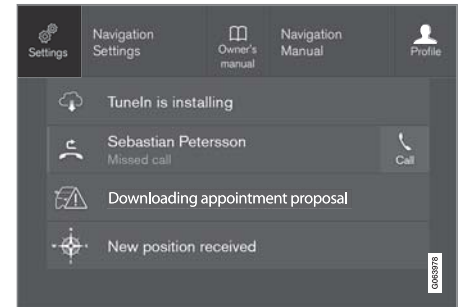 Settings
Navigation
Settings
Owner's
manual
Navigation
Manual
Profile
TuneIn is installing
Sebastian Petersson
Missed call
Call
Downloading appointment proposal
New position received
G063978